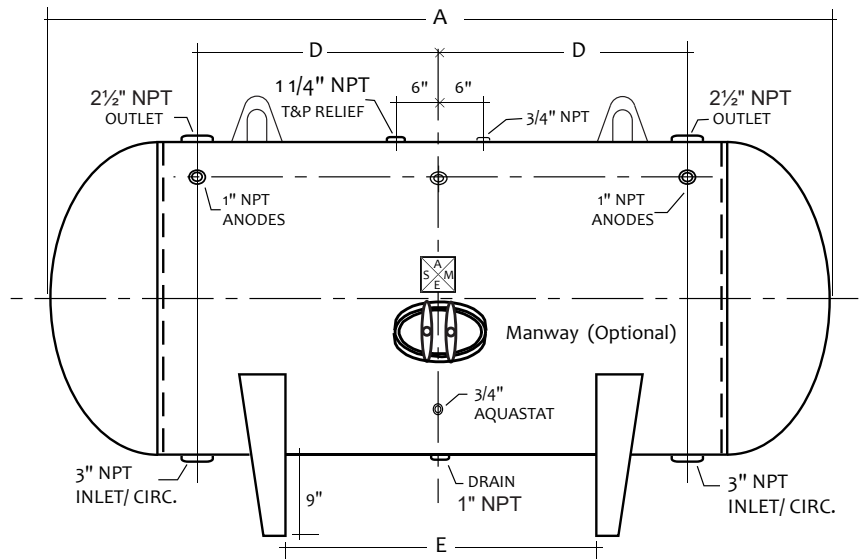 A
D
D
6"
6"
1 1/4" NPT
T&P RELIEF
2½" NPT
OUTLET
2½" NPT
OUTLET
3/4" NPT
1" NPT
ANODES
1" NPT
ANODES
A
S M
E
Manway (Optional)
3/4"
AQUASTAT
3" NPT
INLET/ CIRC.
9"
DRAIN
1" NPT
3" NPT
INLET/ CIRC.
E